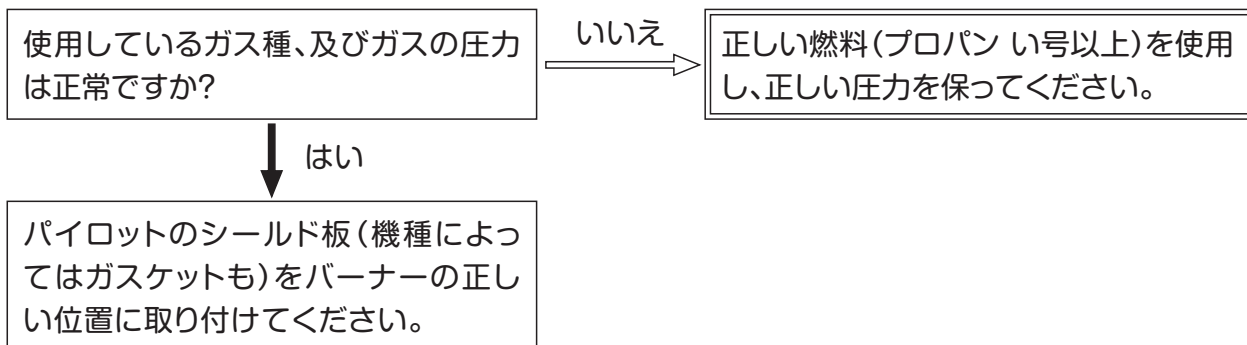 使用しているガス種、及びガスの圧力
は正常ですか?
いいえ
正しい燃料(プロパン い号以上)を使用
し、正しい圧力を保ってください。
はい
パイロットのシールド板(機種によっ
てはガスケットも)をバーナーの正し
い位置に取り付けてください。